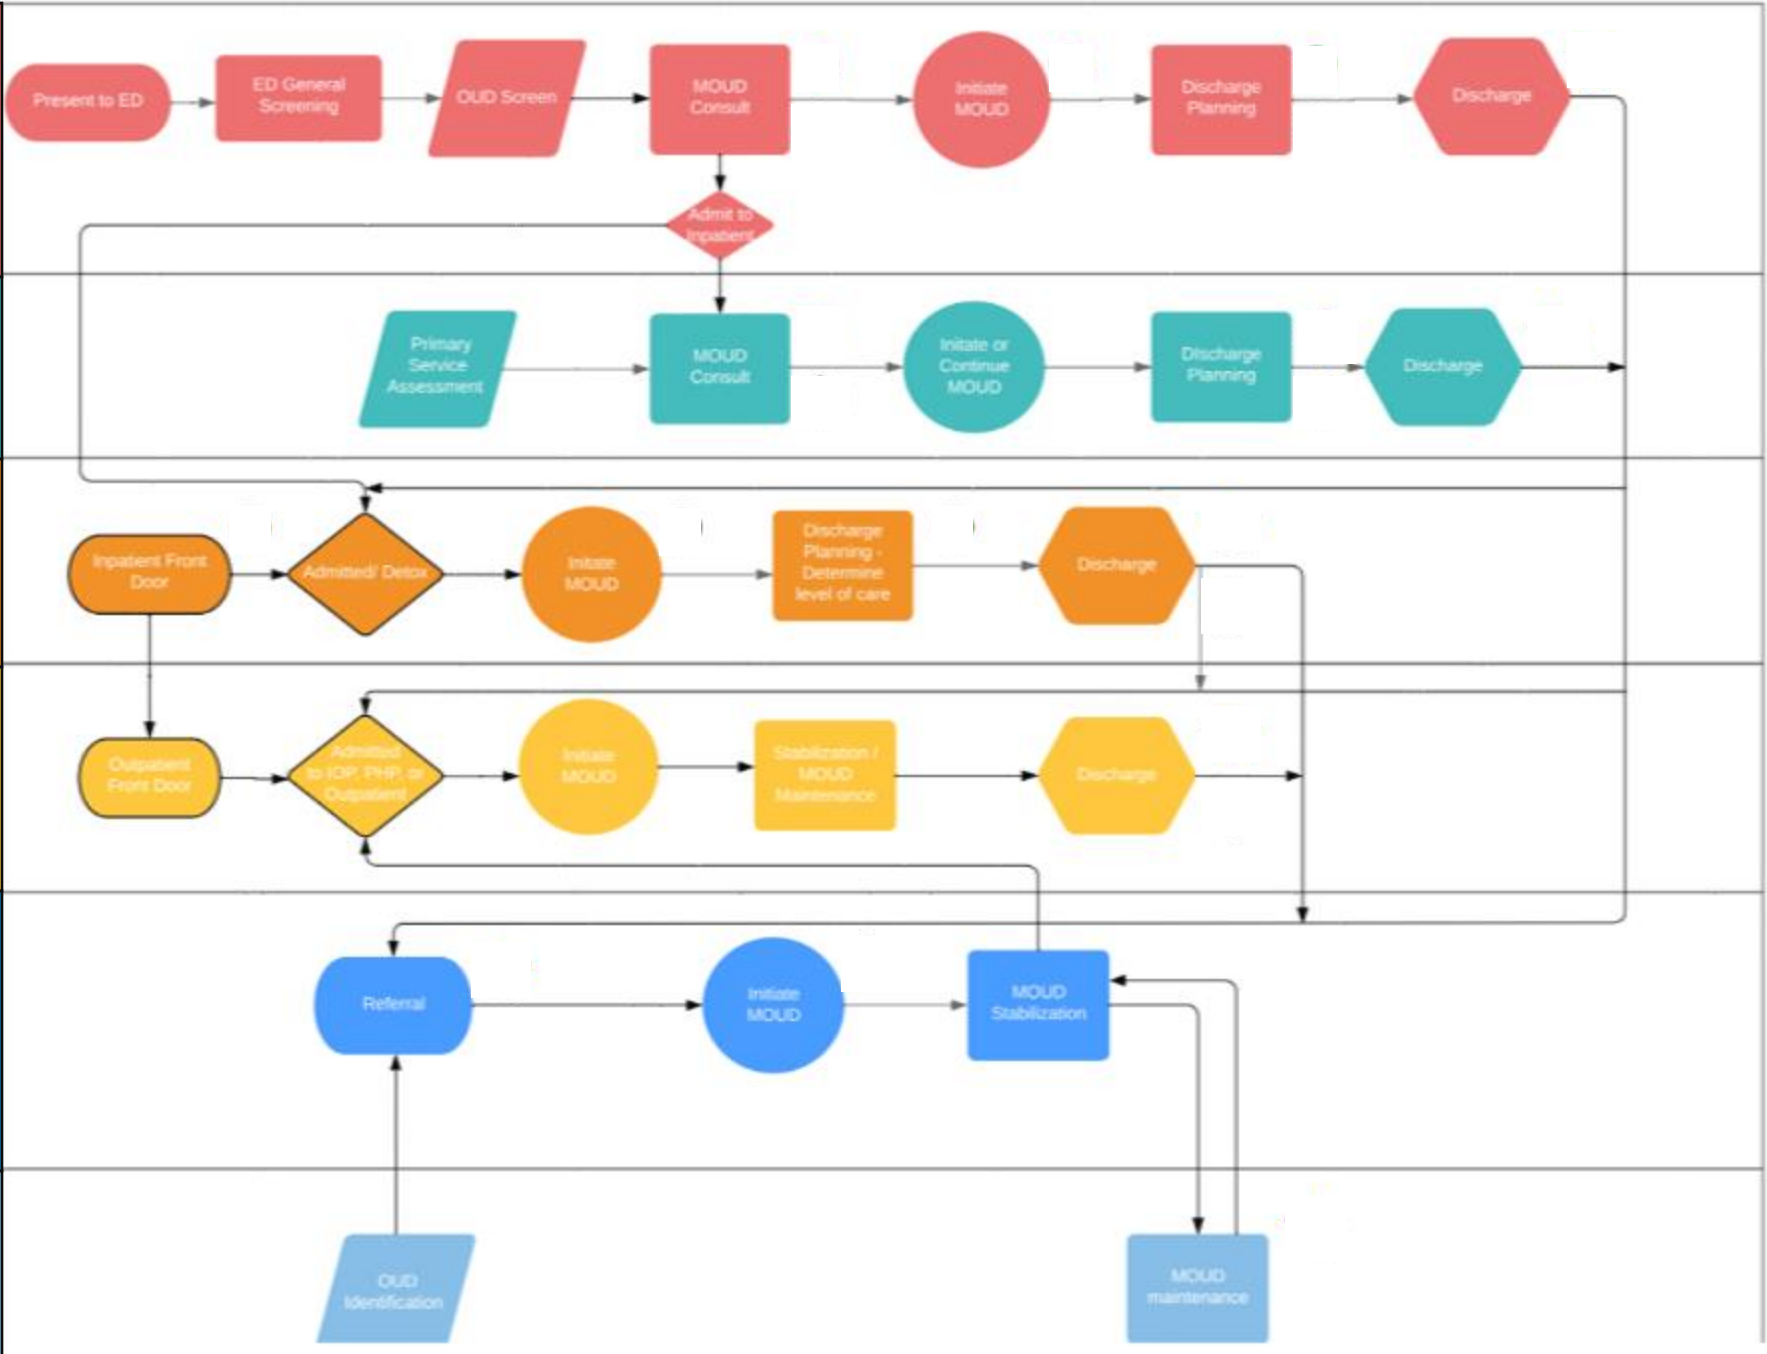 Present to ED
ED General
Screening
OUD Screen
MOUD
Consult
Initiate
MOUD
Discharge
Planning
Discharge
Admit to
Inpatient
Primary
Service
Assessment
MOUD
Consult
Initate or
Continue
MOUD
DIscharge
Planning
Discharge
Inpatient Front
Door
Admitted/ Detox
Initate
MOUD
Discharge
Planning -
Determine
level of care
Discharge
Outpatient
Front Door
Admitted
to IOP, PHP, or
Outpatient
Initiate
MOUD
Stabilization /
MOUD
Maintenance
Discharge
Referral
Initiate
MOUD
MOUD
Stabilization
OUD
Identification
MOUD
maintenance